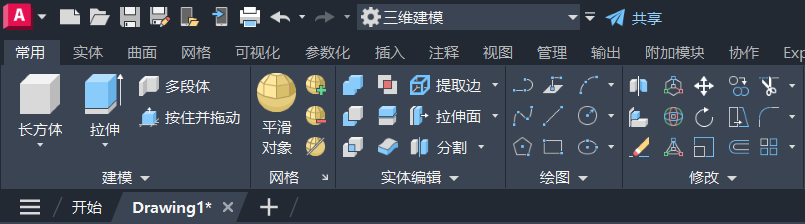 A 三维建模 共享
常用 实体 曲面 网格 可视化 参数化 插入 注释 视图 管理 输出 附加模块 协作 Exp
长方体 拉伸 多段体 按住并拖动
平滑对象
提取边
拉伸面
分割
建模 网格 实体编辑 绘图 修改
开始 Drawing1*